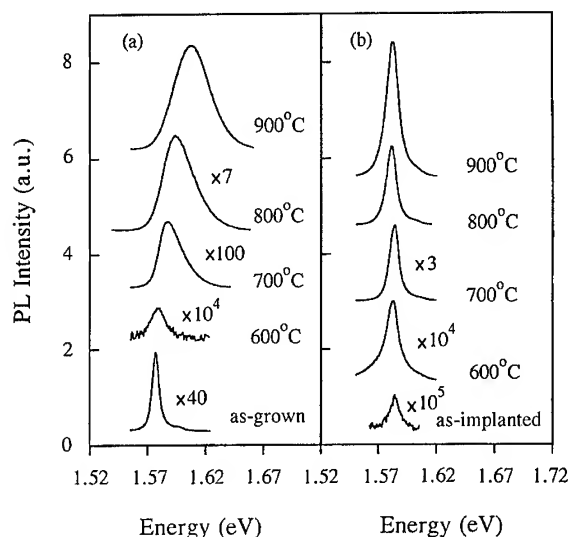 PL Intensity (a.u.)
8
6
4
2
0
(a)
900°C
×7
800°C
×100
700°C
×10⁴
600°C
×40
as-grown
1.52
1.57
1.62
1.67
Energy (eV)
(b)
900°C
800°C
×3
700°C
×10⁴
600°C
×10⁵
as-implanted
1.52
1.57
1.62
1.67
1.72
Energy (eV)